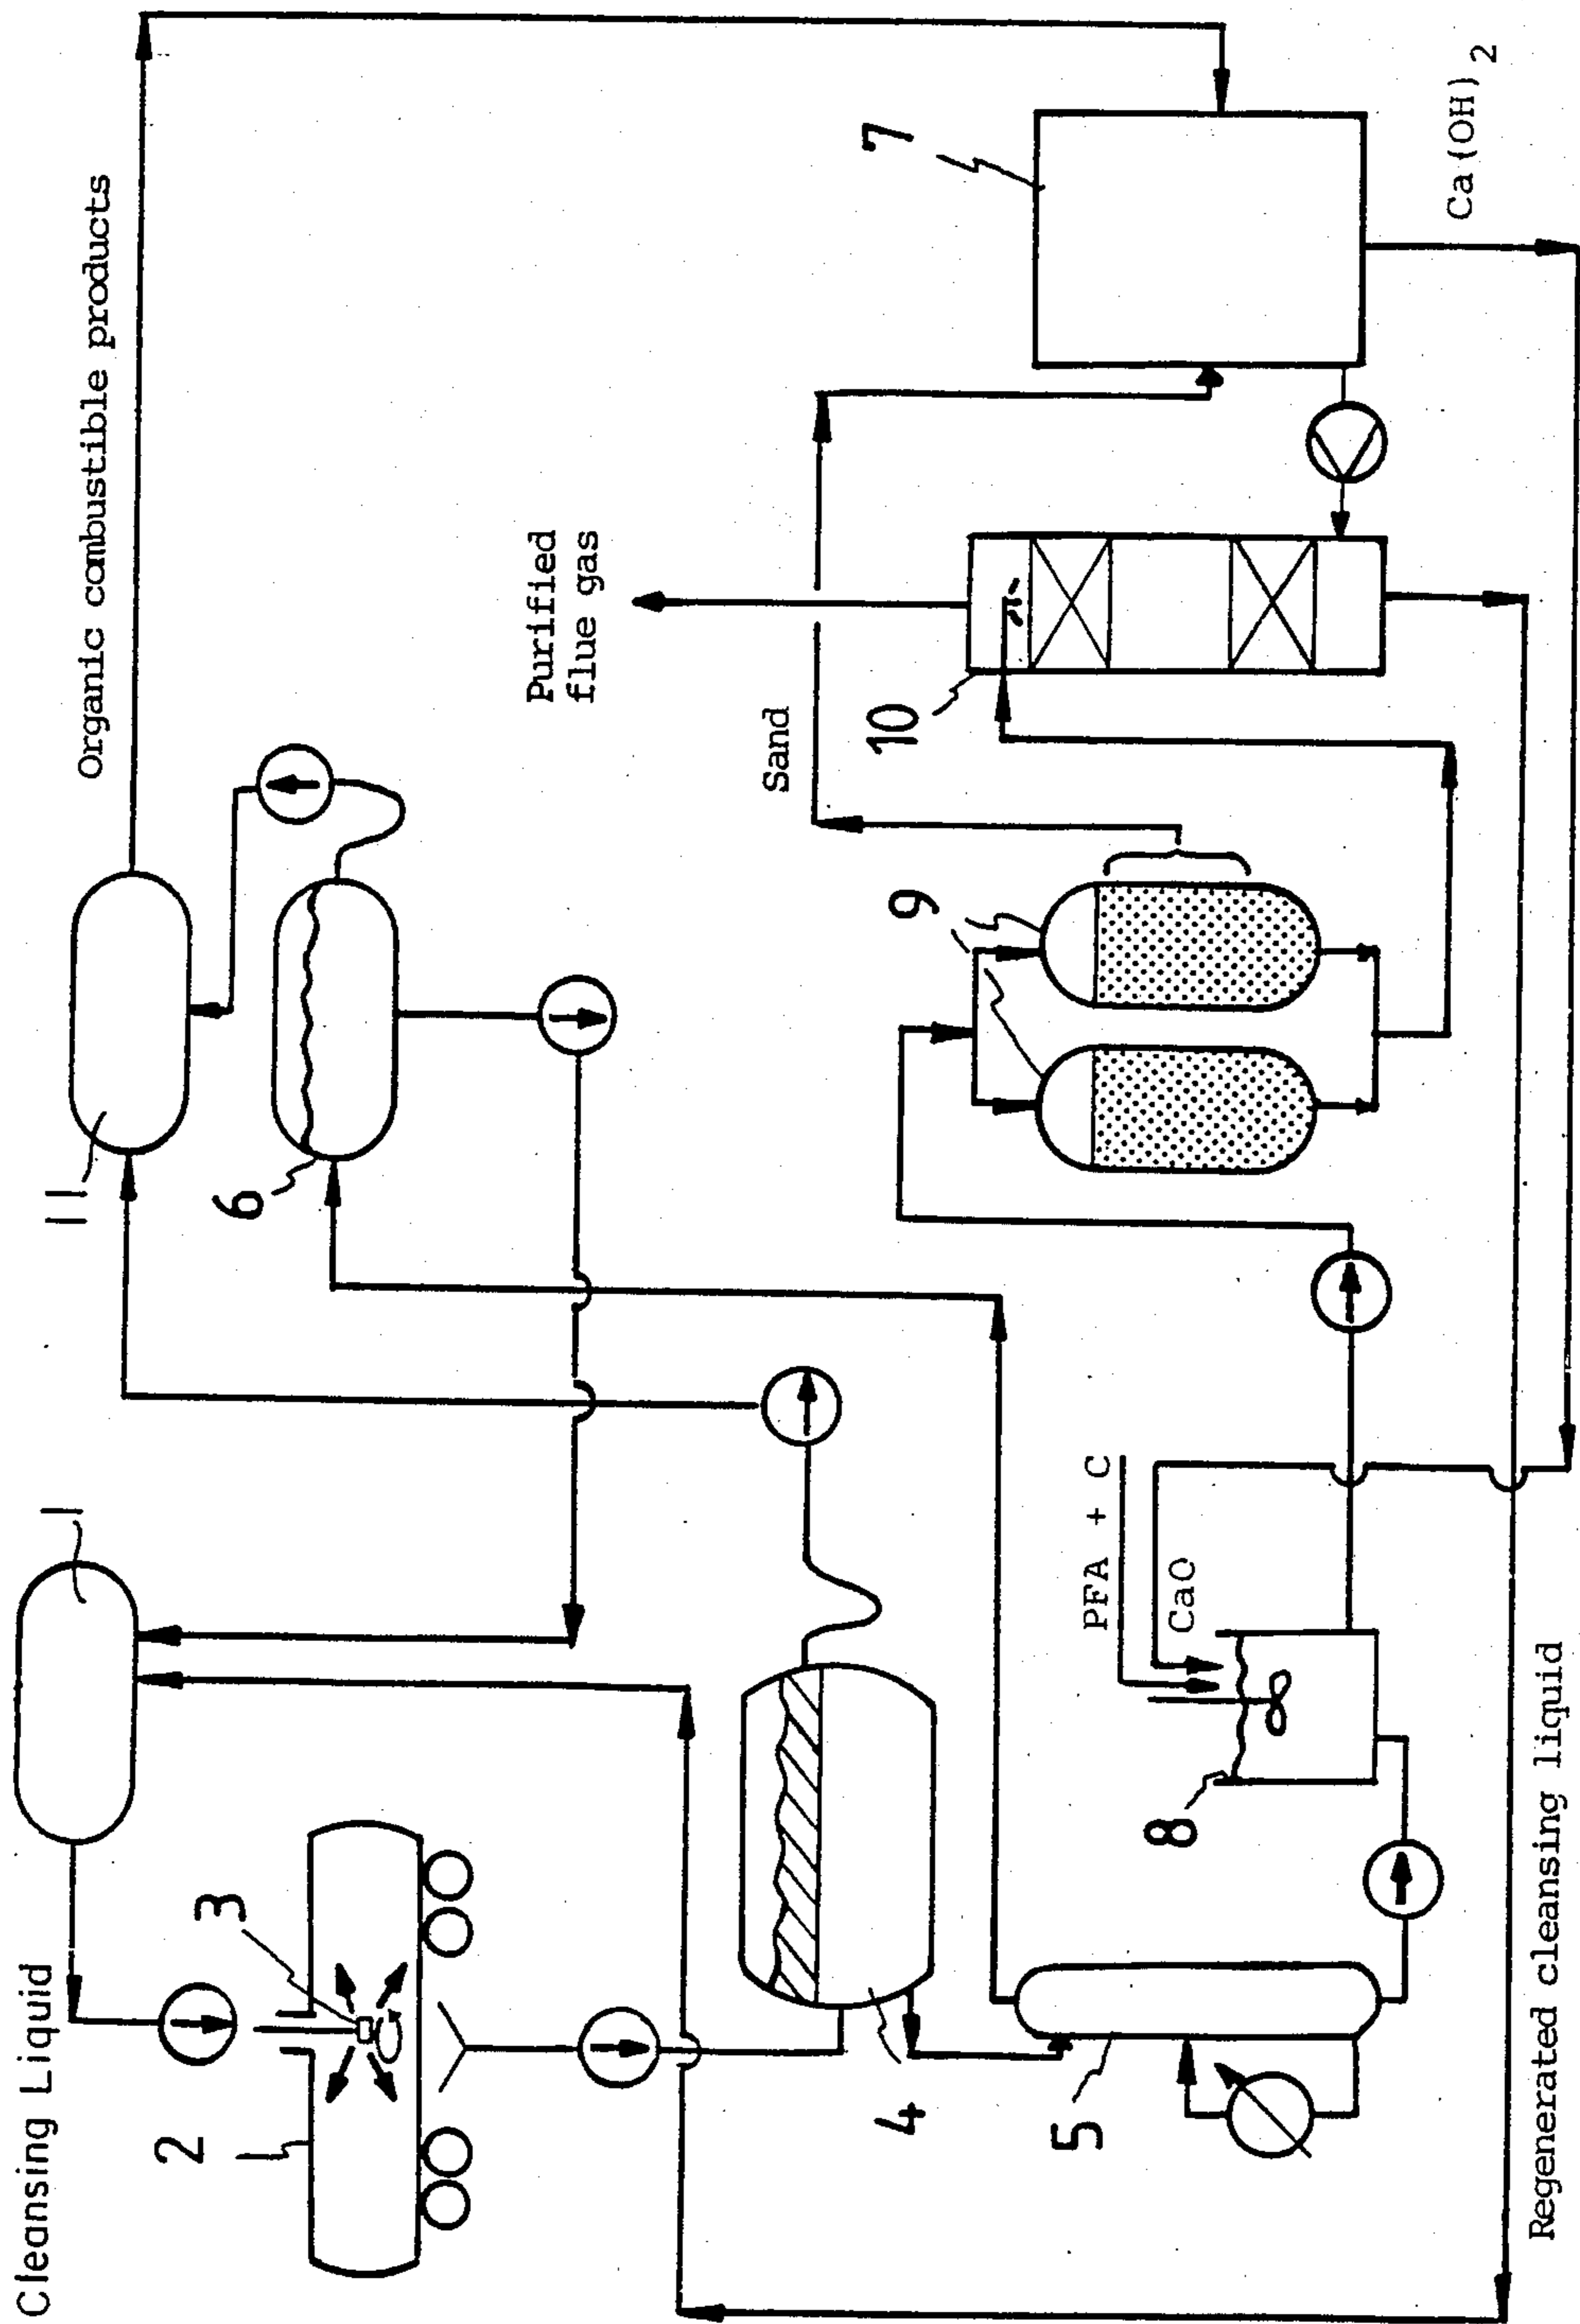 Cleansing Liquid
1
2
3
11
Organic combustible products
6
4
Purified
flue gas
Sand
5
PFA + C
CaO
8
9
10
7
Ca(OH)2
Regenerated cleansing liquid